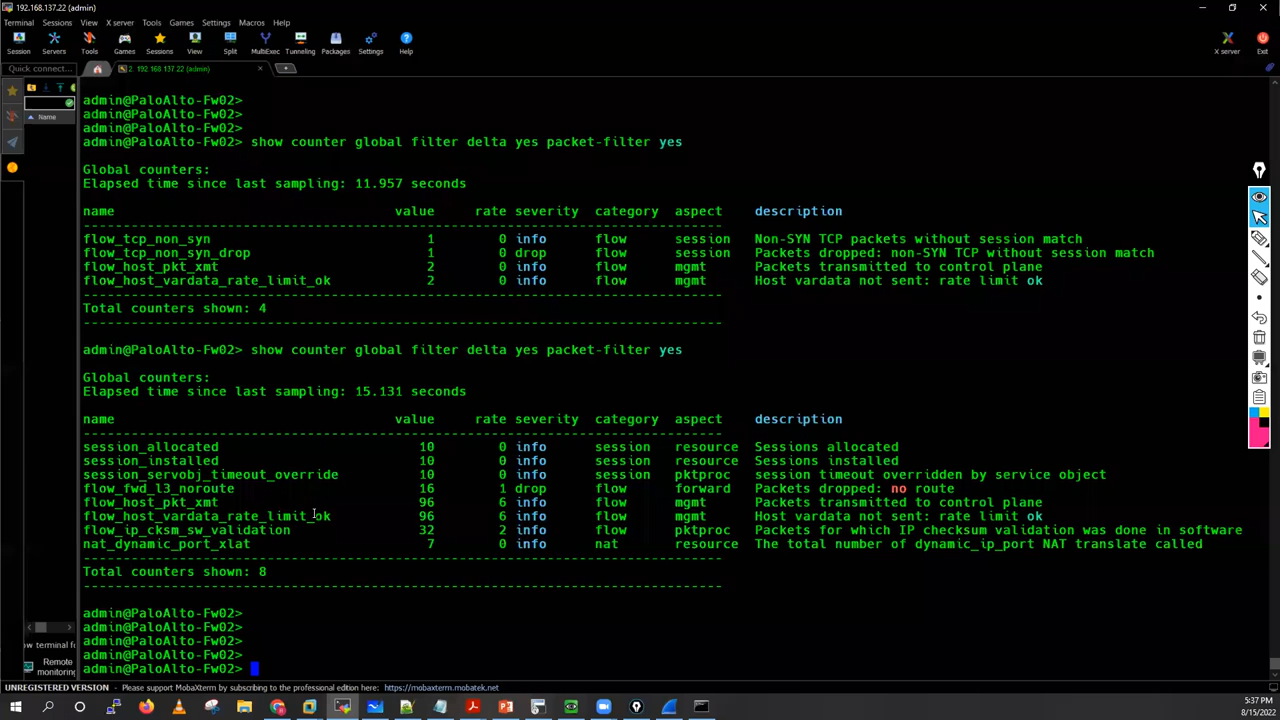 192.168.137.22 (admin)
Terminal Sessions View X server Tools Games Settings Macros Help
Session Servers Tools Games Sessions View Split MultiExec Tunneling Packages Settings Help X server Exit
Quick connect... 2. 192.168.137.22 (admin)
Name
admin@PaloAlto-Fw02>
admin@PaloAlto-Fw02>
admin@PaloAlto-Fw02>
admin@PaloAlto-Fw02> show counter global filter delta yes packet-filter yes
Global counters:
Elapsed time since last sampling: 11.957 seconds
name value rate severity category aspect description
--------------------------------------------------------------------------------
flow_tcp_non_syn 1 0 info flow session Non-SYN TCP packets without session match
flow_tcp_non_syn_drop 1 0 drop flow session Packets dropped: non-SYN TCP without session match
flow_host_pkt_xmt 2 0 info flow mgmt Packets transmitted to control plane
flow_host_vardata_rate_limit_ok 2 0 info flow mgmt Host vardata not sent: rate limit ok
--------------------------------------------------------------------------------
Total counters shown: 4
--------------------------------------------------------------------------------
admin@PaloAlto-Fw02> show counter global filter delta yes packet-filter yes
Global counters:
Elapsed time since last sampling: 15.131 seconds
name value rate severity category aspect description
--------------------------------------------------------------------------------
session_allocated 10 0 info session resource Sessions allocated
session_installed 10 0 info session resource Sessions installed
session_servobj_timeout_override 10 0 info session pktproc session timeout overridden by service object
flow_fwd_l3_noroute 16 1 drop flow forward Packets dropped: no route
flow_host_pkt_xmt 96 6 info flow mgmt Packets transmitted to control plane
flow_host_vardata_rate_limit_ok 96 6 info flow mgmt Host vardata not sent: rate limit ok
flow_ip_cksm_sw_validation 32 2 info flow pktproc Packets for which IP checksum validation was done in software
nat_dynamic_port_xlat 7 0 info nat resource The total number of dynamic_ip_port NAT translate called
--------------------------------------------------------------------------------
Total counters shown: 8
--------------------------------------------------------------------------------
admin@PaloAlto-Fw02>
admin@PaloAlto-Fw02>
admin@PaloAlto-Fw02>
admin@PaloAlto-Fw02>
admin@PaloAlto-Fw02>
ow terminal fo
Remote
monitoring
UNREGISTERED VERSION - Please support MobaXterm by subscribing to the professional edition here: https://mobaxterm.mobatek.net
5:37 PM
8/15/2022